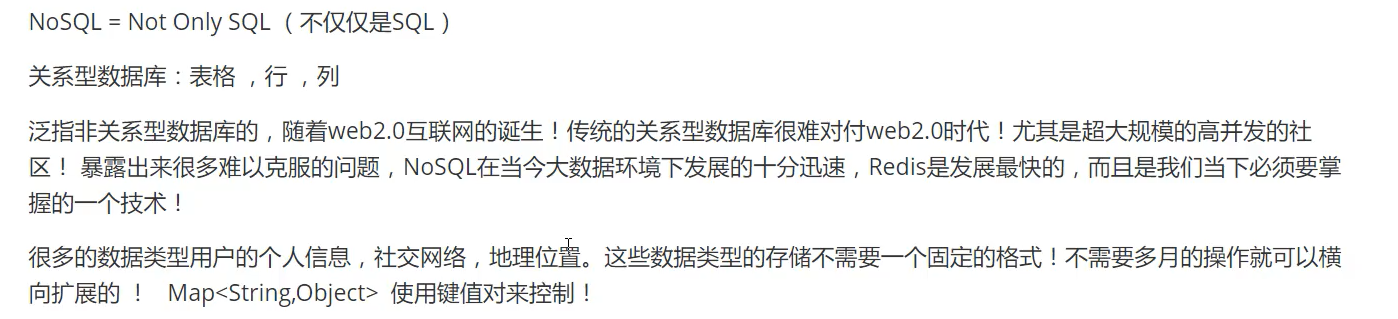 NoSQL = Not Only SQL （不仅仅是SQL）
关系型数据库：表格 ，行 ，列
泛指非关系型数据库的，随着web2.0互联网的诞生！传统的关系型数据库很难对付web2.0时代！尤其是超大规模的高并发的社
区！ 暴露出来很多难以克服的问题，NoSQL在当今大数据环境下发展的十分迅速，Redis是发展最快的，而且是我们当下必须要掌
握的一个技术！
很多的数据类型用户的个人信息，社交网络，地理位置。这些数据类型的存储不需要一个固定的格式！不需要多月的操作就可以横
向扩展的 ！ Map<String,Object> 使用键值对来控制！